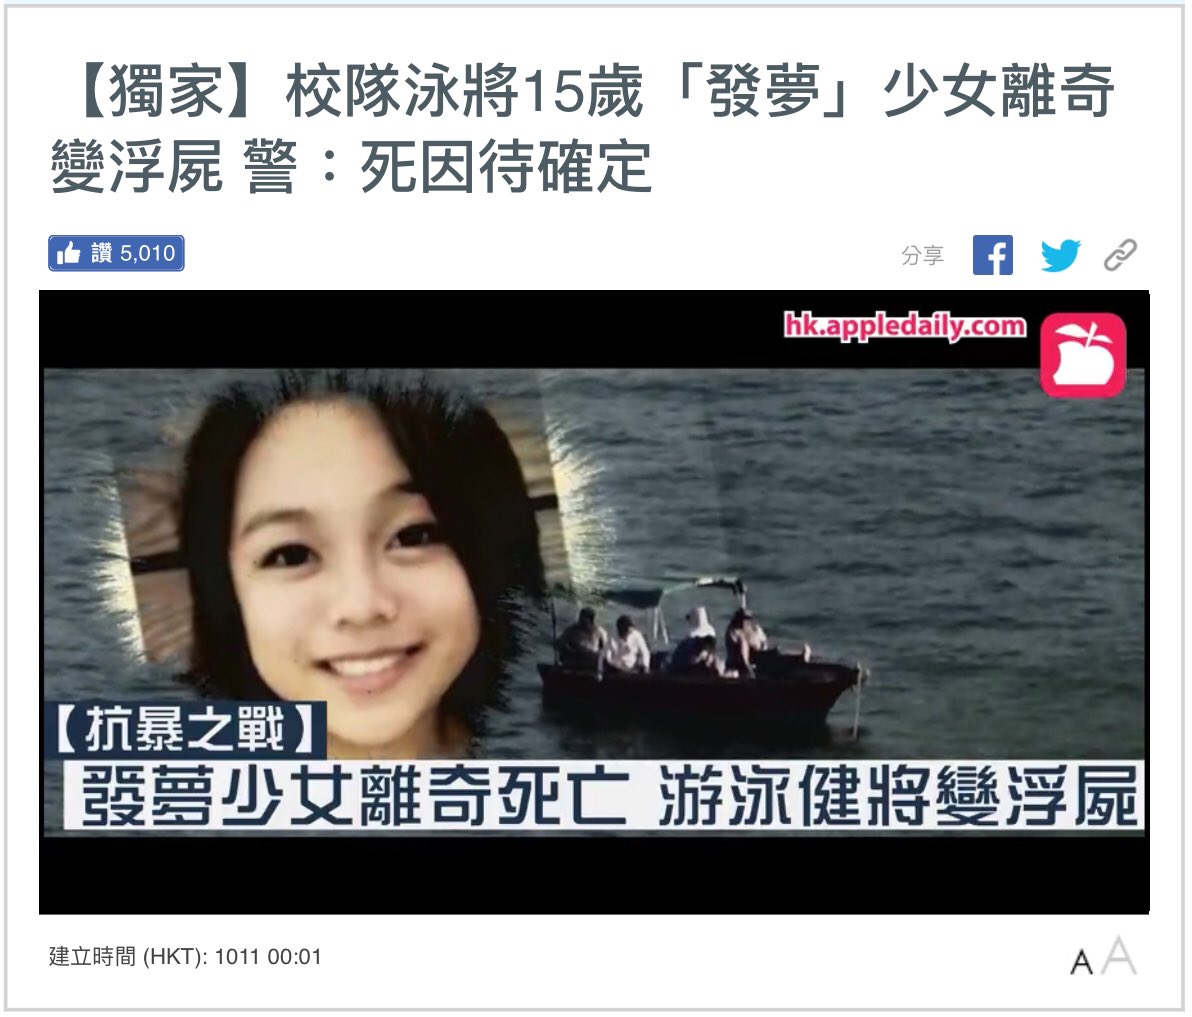 【獨家】校隊泳將15歲「發夢」少女離奇
變浮屍 警：死因待確定
讚 5,010
分享
hk.appledaily.com
【抗暴之戰】
發夢少女離奇死亡 游泳健將變浮屍
建立時間 (HKT): 1011 00:01
A A